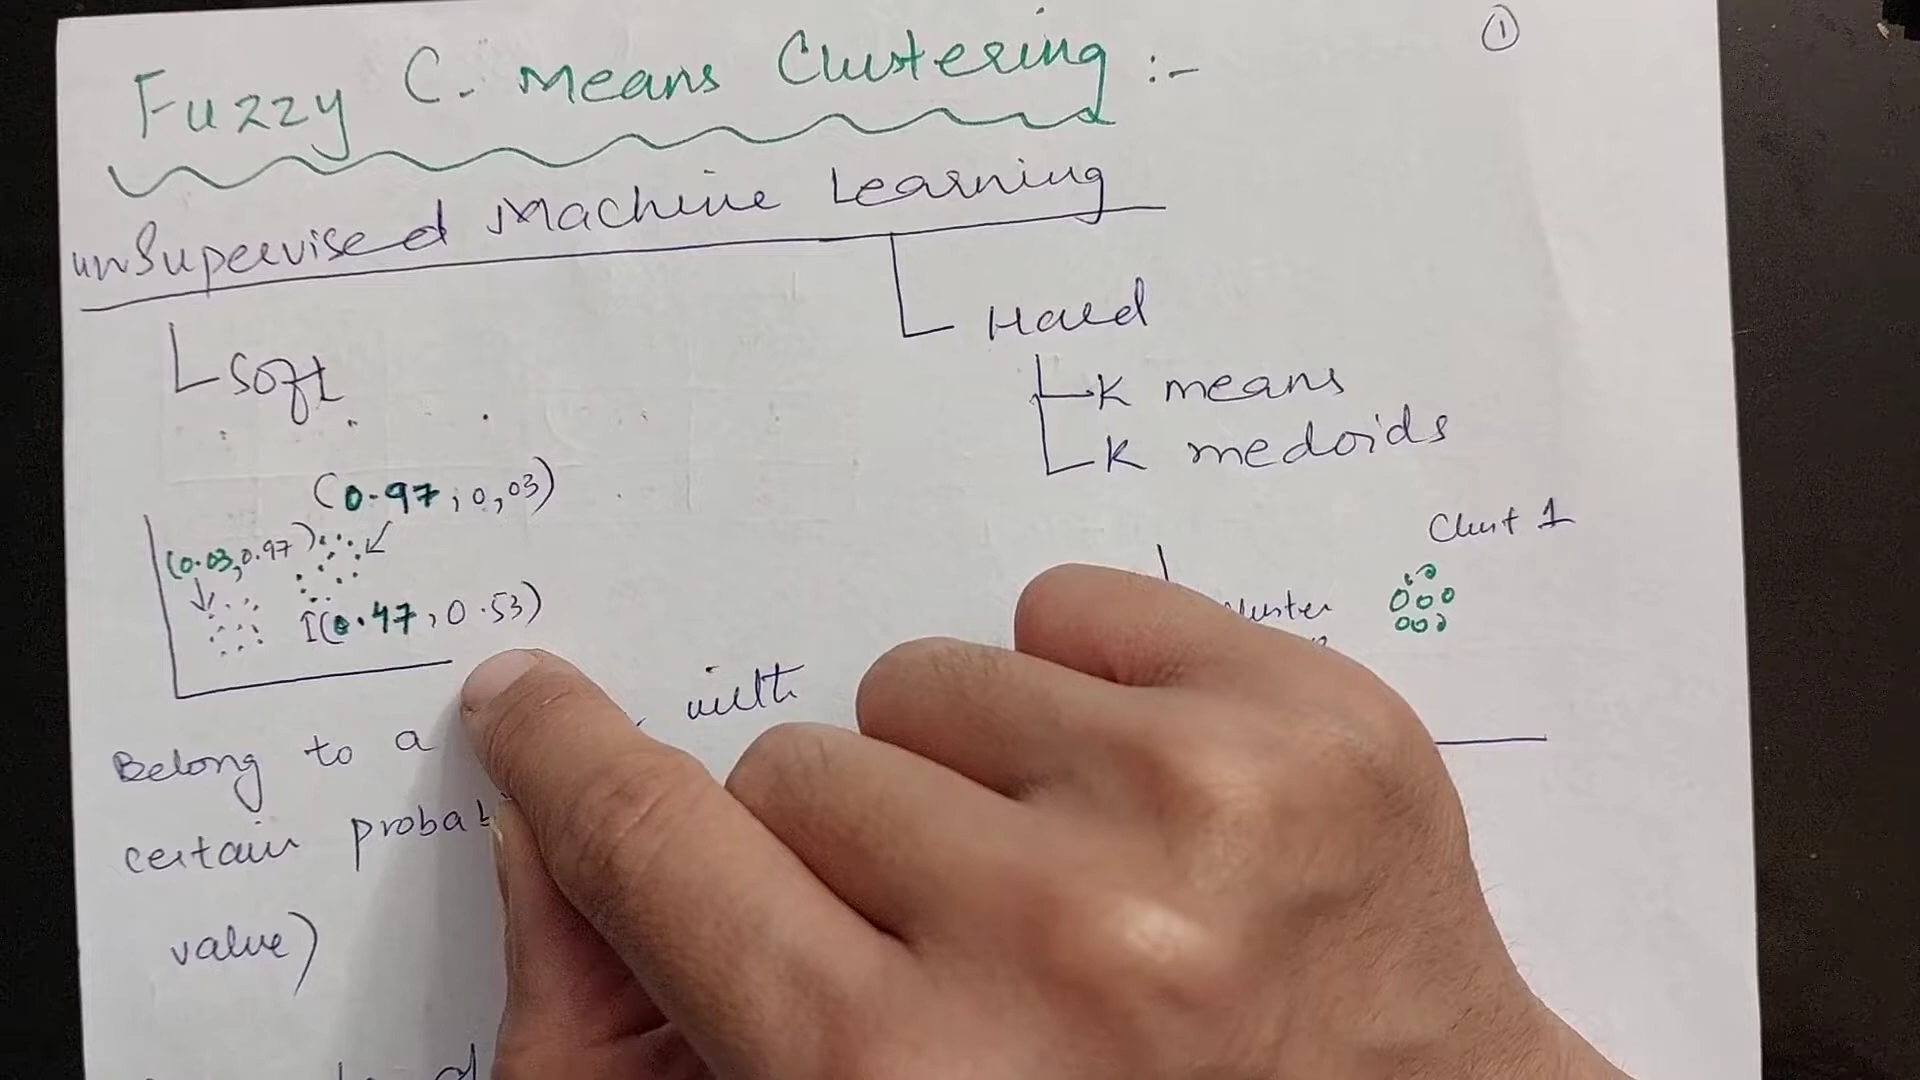 ①
Fuzzy C- Means Clustering :-
unSupervised Machine Learning
Soft
Hard
K means
K medoids
(0.97, 0,03)
(0.03, 0.97)
I(0.47, 0.53)
Clust 1
Belong to a with
certain
value)